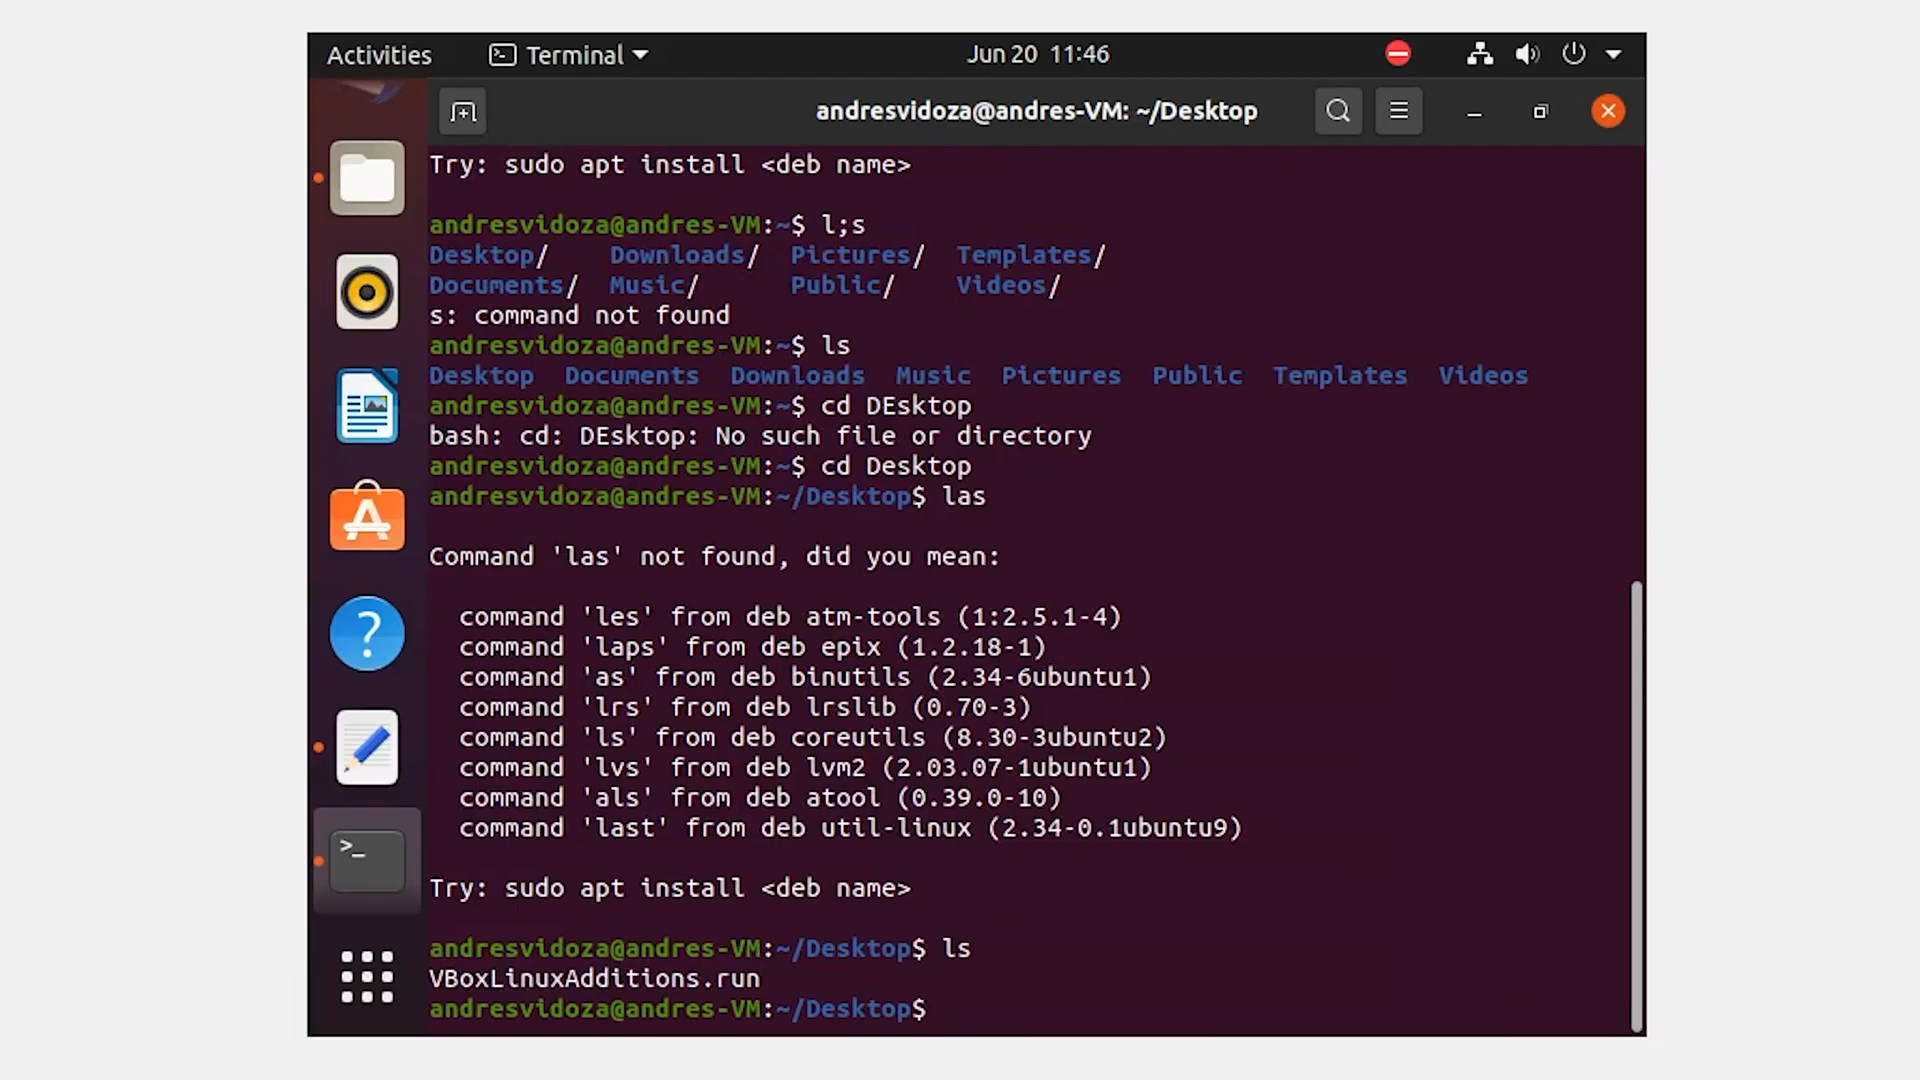 Activities Terminal Jun 20 11:46
andresvidoza@andres-VM: ~/Desktop
Try: sudo apt install <deb name>
andresvidoza@andres-VM:~$ l;s
Desktop/ Downloads/ Pictures/ Templates/
Documents/ Music/ Public/ Videos/
s: command not found
andresvidoza@andres-VM:~$ ls
Desktop Documents Downloads Music Pictures Public Templates Videos
andresvidoza@andres-VM:~$ cd DEsktop
bash: cd: DEsktop: No such file or directory
andresvidoza@andres-VM:~$ cd Desktop
andresvidoza@andres-VM:~/Desktop$ las
Command 'las' not found, did you mean:
command 'les' from deb atm-tools (1:2.5.1-4)
command 'laps' from deb epix (1.2.18-1)
command 'as' from deb binutils (2.34-6ubuntu1)
command 'lrs' from deb lrslib (0.70-3)
command 'ls' from deb coreutils (8.30-3ubuntu2)
command 'lvs' from deb lvm2 (2.03.07-1ubuntu1)
command 'als' from deb atool (0.39.0-10)
command 'last' from deb util-linux (2.34-0.1ubuntu9)
Try: sudo apt install <deb name>
andresvidoza@andres-VM:~/Desktop$ ls
VBoxLinuxAdditions.run
andresvidoza@andres-VM:~/Desktop$